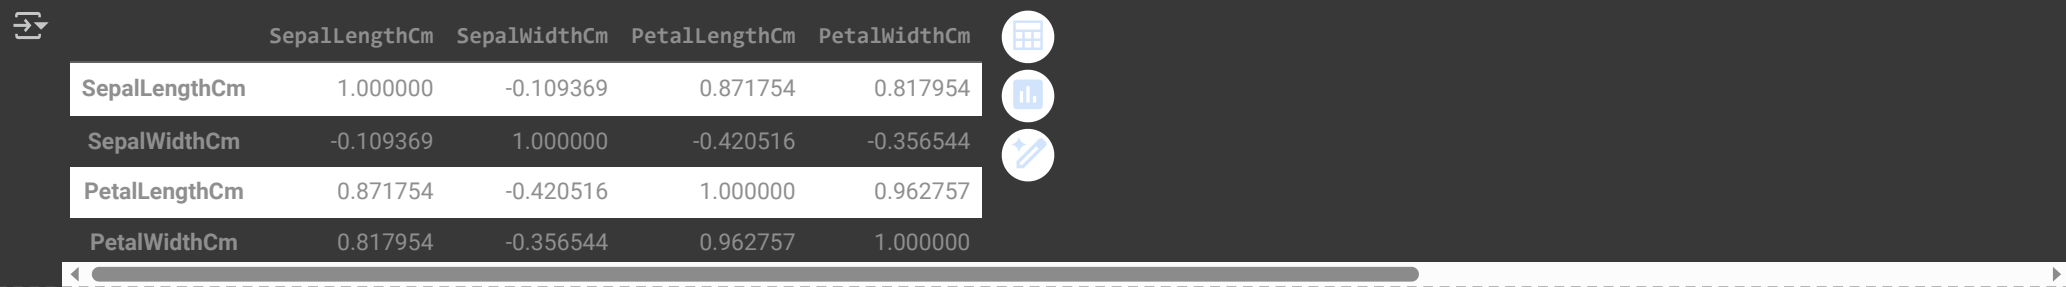 SepalLengthCm SepalWidthCm PetalLengthCm PetalWidthCm
SepalLengthCm 1.000000 -0.109369 0.871754 0.817954
SepalWidthCm -0.109369 1.000000 -0.420516 -0.356544
PetalLengthCm 0.871754 -0.420516 1.000000 0.962757
PetalWidthCm 0.817954 -0.356544 0.962757 1.000000